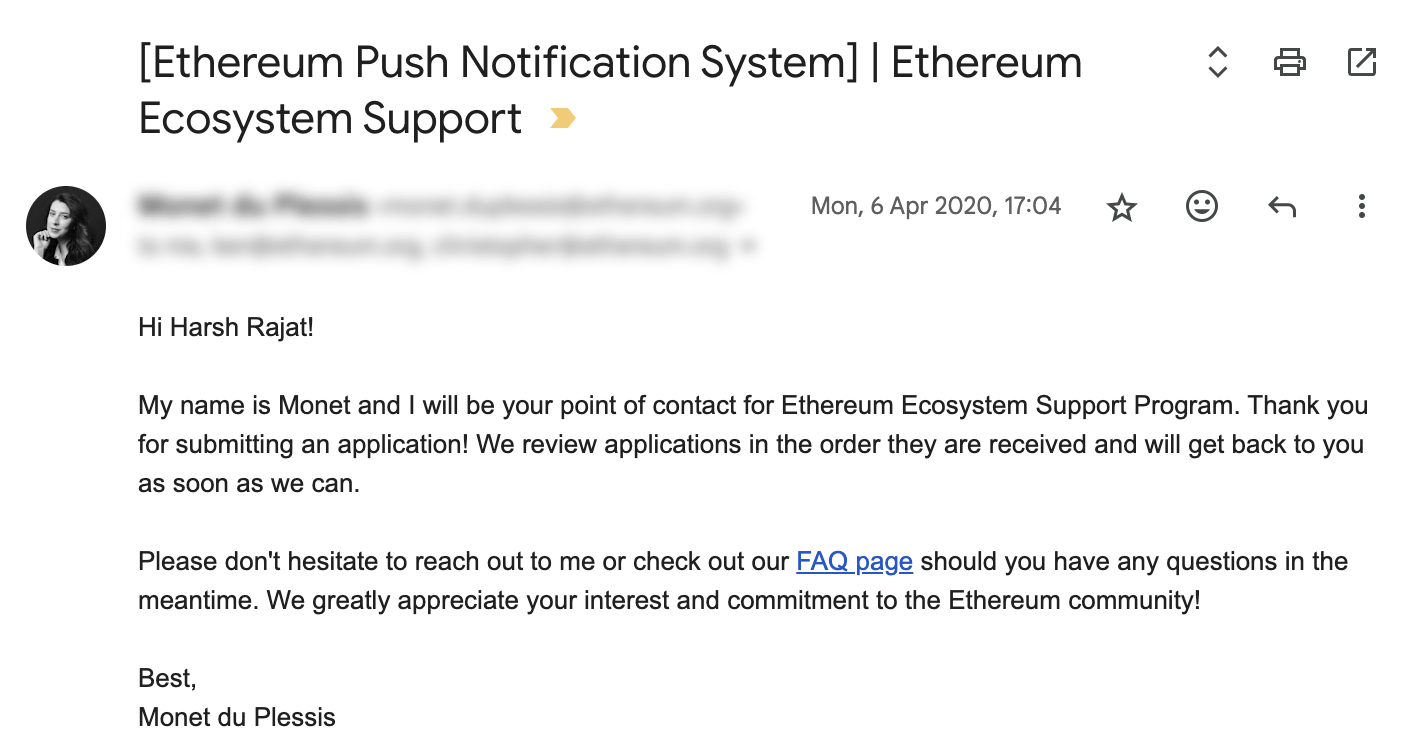 [Ethereum Push Notification System] | Ethereum
Ecosystem Support
Mon, 6 Apr 2020, 17:04
Hi Harsh Rajat!
My name is Monet and I will be your point of contact for Ethereum Ecosystem Support Program. Thank you
for submitting an application! We review applications in the order they are received and will get back to you
as soon as we can.
Please don't hesitate to reach out to me or check out our FAQ page should you have any questions in the
meantime. We greatly appreciate your interest and commitment to the Ethereum community!
Best,
Monet du Plessis